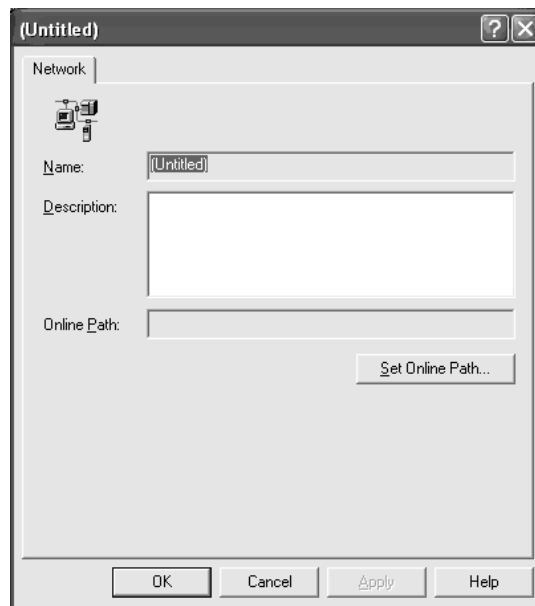 (Untitled)
Network
Name:
(Untitled)
Description:
Online Path:
Set Online Path...
OK
Cancel
Apply
Help